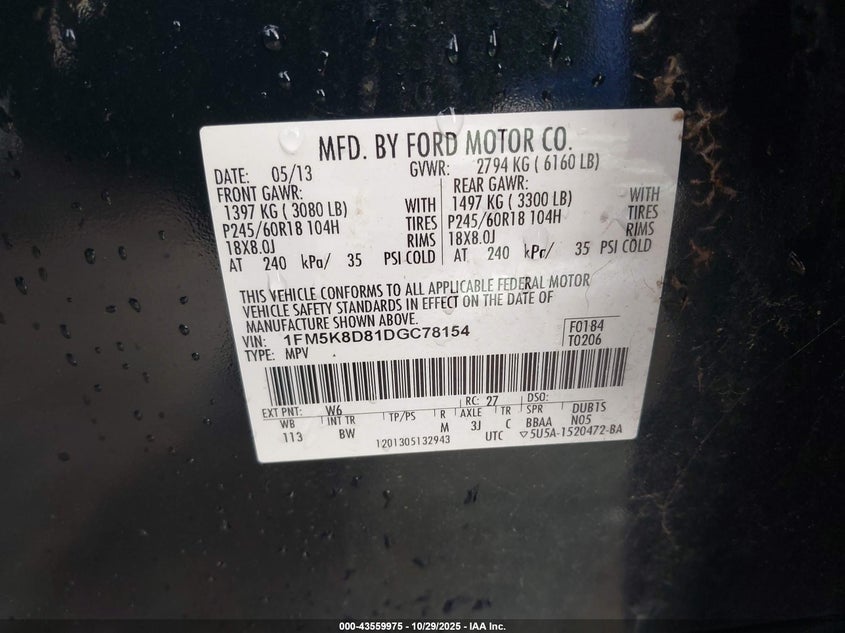 MFD. BY FORD MOTOR CO.
DATE: 05/13 GVWR: 2794 KG ( 6160 LB)
FRONT GAWR: REAR GAWR:
1397 KG ( 3080 LB) WITH 1497 KG ( 3300 LB) WITH
P245/60R18 104H TIRES P245/60R18 104H TIRES
18X8.0J RIMS 18X8.0J RIMS
AT 240 kPa/ 35 PSI COLD AT 240 kPa/ 35 PSI COLD
THIS VEHICLE CONFORMS TO ALL APPLICABLE FEDERAL MOTOR
VEHICLE SAFETY STANDARDS IN EFFECT ON THE DATE OF
MANUFACTURE SHOWN ABOVE.
VIN: 1FM5K8D81DGC78154 F0184
TYPE: MPV T0206
EXT PNT: W6 RC: 27 DSO:
WB INT TR TP/PS R AXLE TR SPR DUB1S
113 BW M 3J C BBAA N05
1201305132943 UTC ▽5U5A-1520472-BA
000-43559975 - 10/29/2025 - IAA Inc.